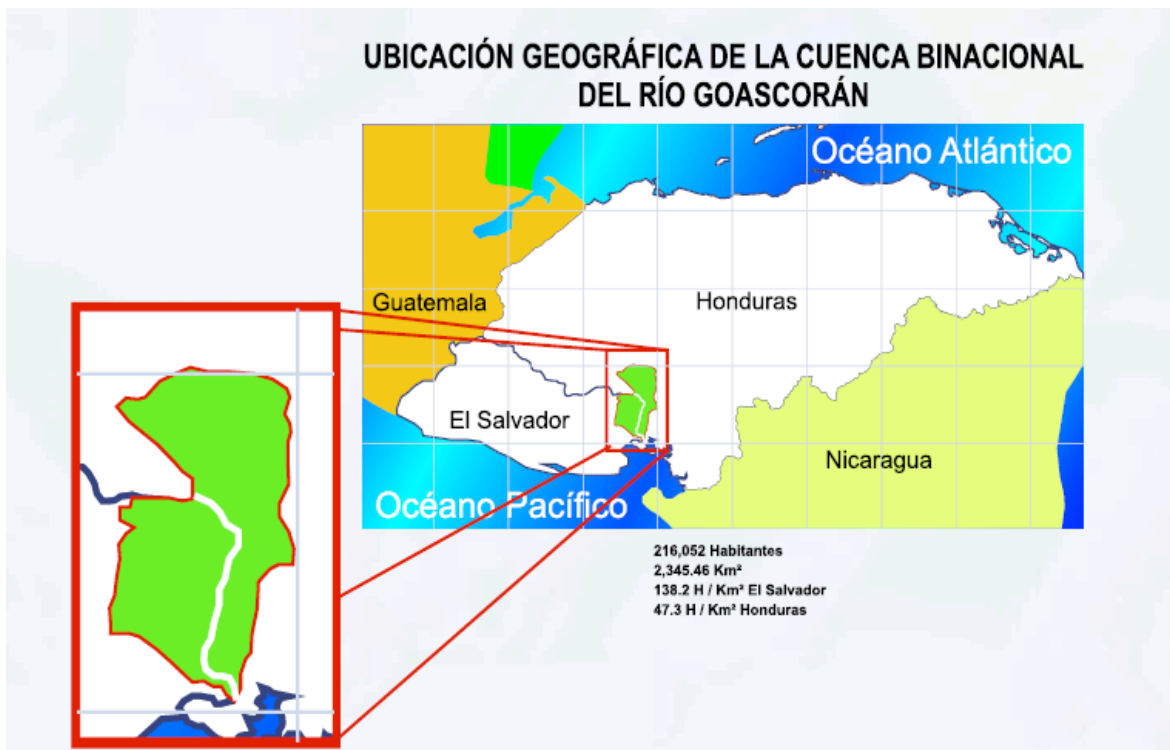 UBICACIÓN GEOGRÁFICA DE LA CUENCA BINACIONAL
DEL RÍO GOASCORÁN
Océano Atlántico
Guatemala
Honduras
El Salvador
Nicaragua
Océano Pacífico
216,052 Habitantes
2,345.46 Km²
138.2 H / Km² El Salvador
47.3 H / Km² Honduras